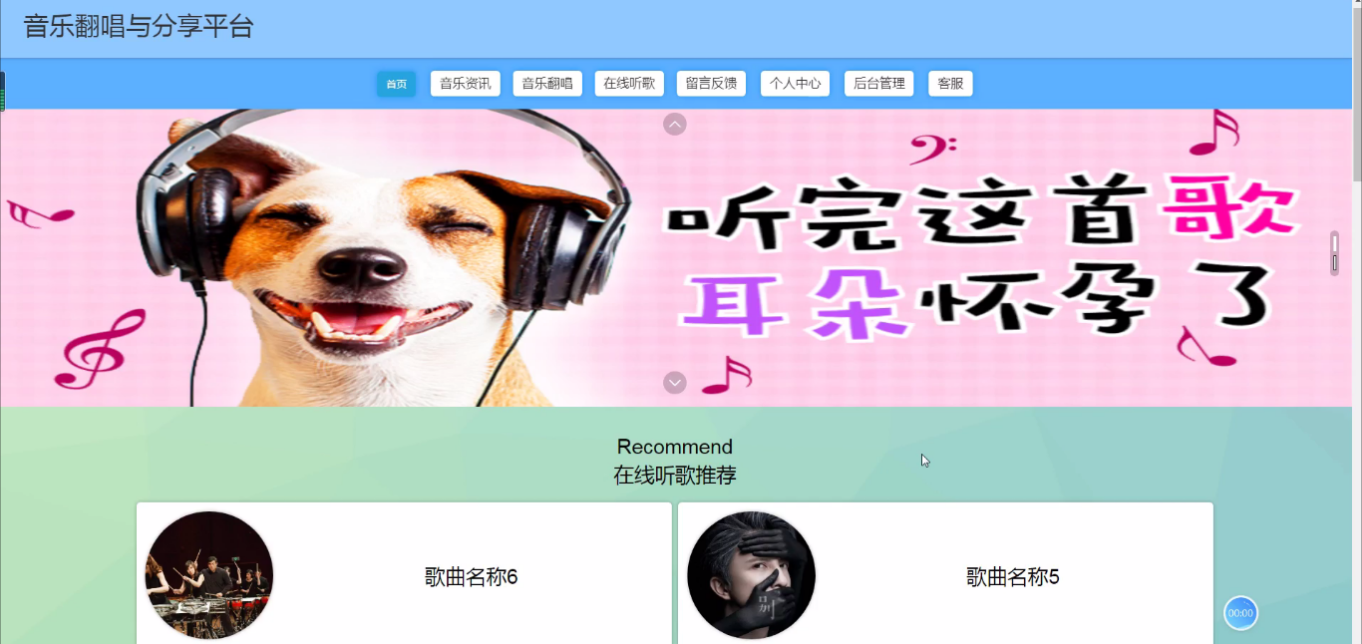 音乐翻唱与分享平台
首页 音乐资讯 音乐翻唱 在线听歌 留言反馈 个人中心 后台管理 客服
听完这首歌
耳朵怀孕了
Recommend
在线听歌推荐
歌曲名称6 歌曲名称5
别
00:00